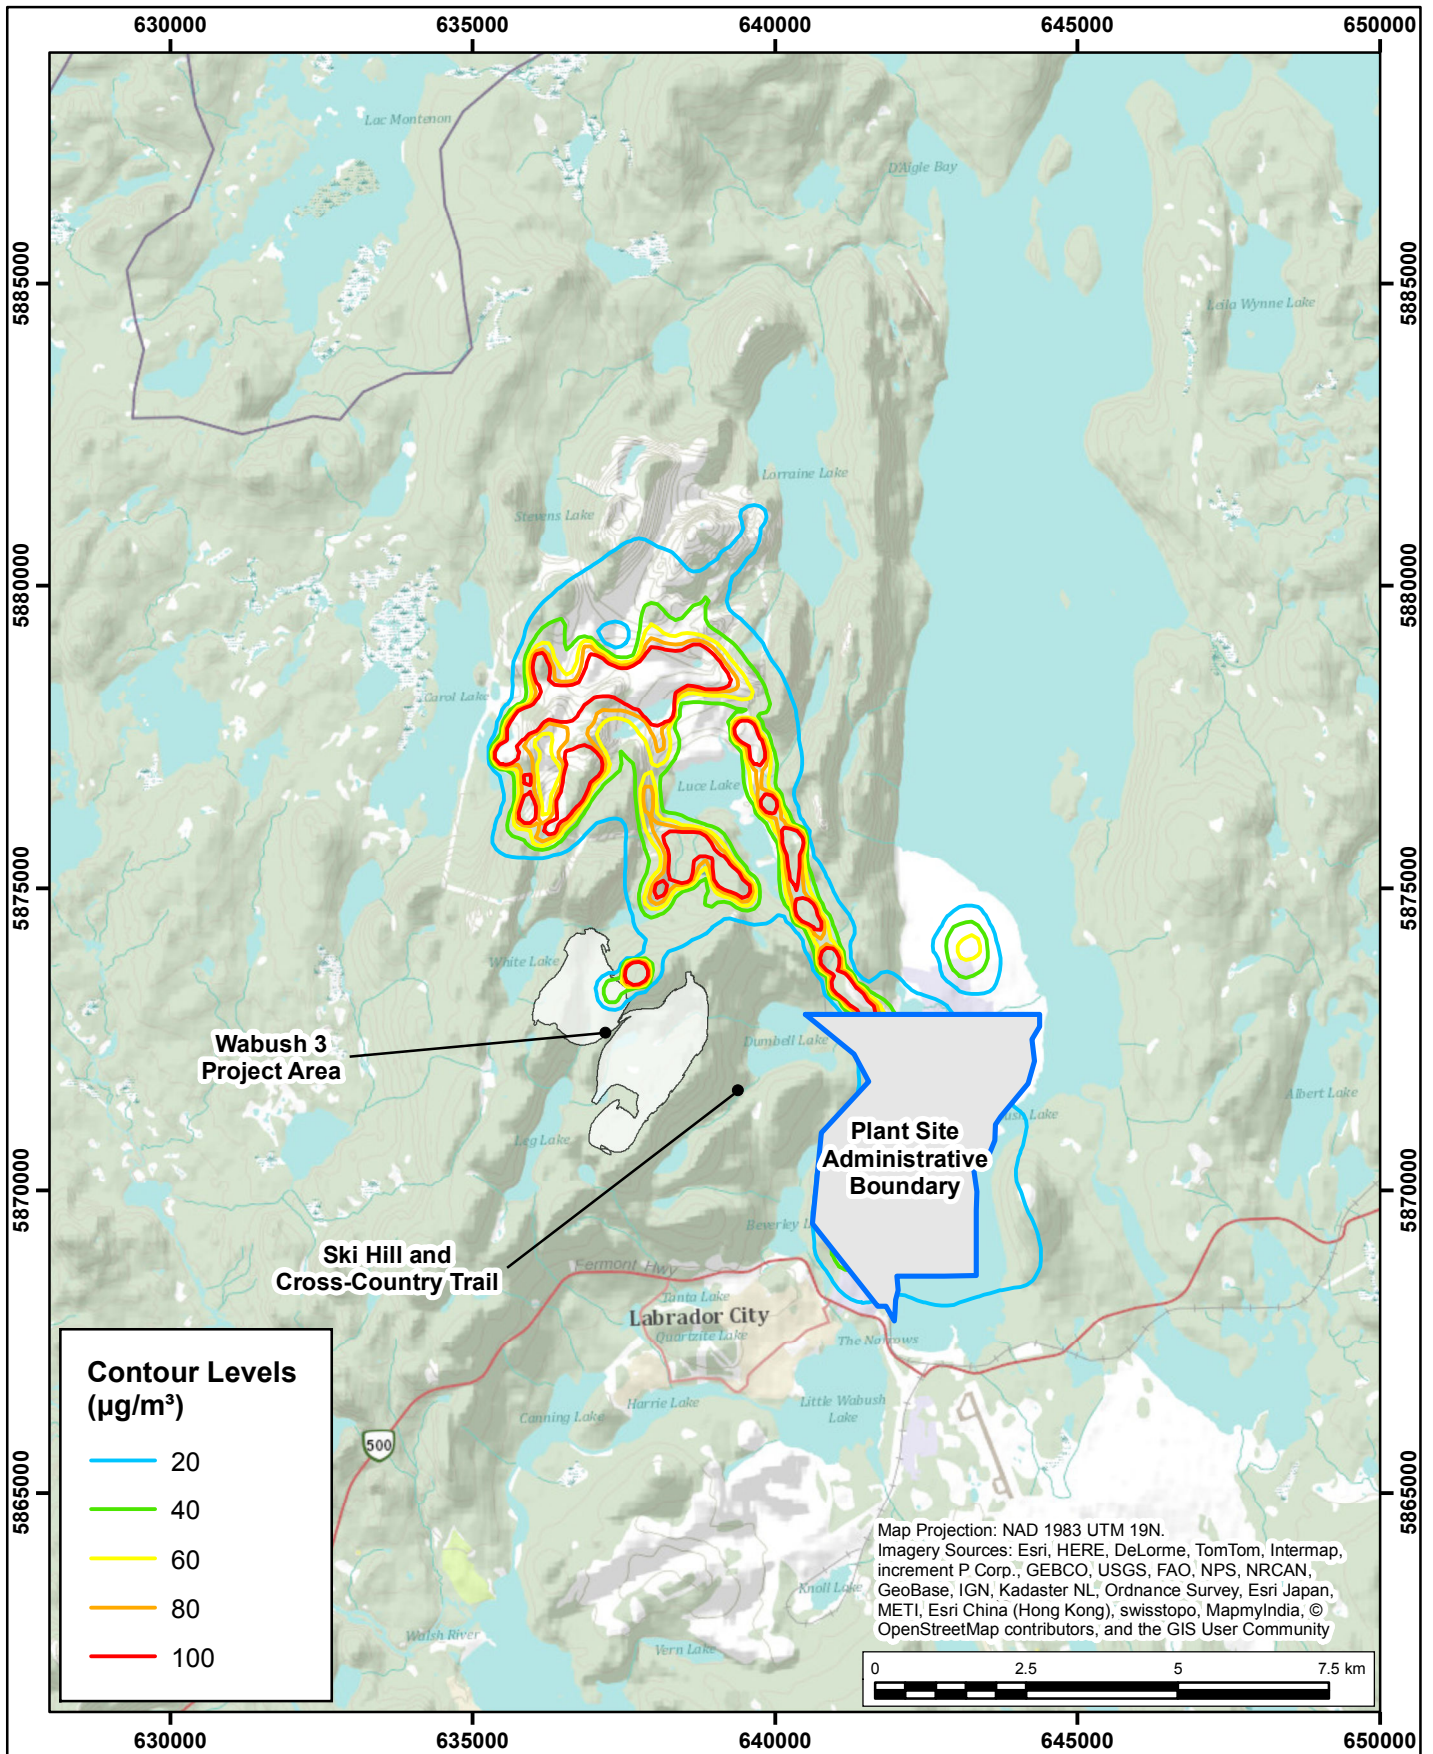 630000
635000
640000
645000
650000
Lac Montenon
D'Aigle Bay
5885000
5885000
Leila Wynne Lake
Lorraine Lake
Stevens Lake
5880000
5880000
Carol Lake
Luce Lake
5875000
5875000
White Lake
Wabush 3
Project Area
Dumbell Lake
Albert Lake
Plant Site
Administrative
Boundary
Lake
Leg Lake
5870000
5870000
Beverley
Ski Hill and
Cross-Country Trail
Fermont Hwy
Tanta Lake
Labrador City
Quartzite Lake
The Narrows
Harrie Lake
Little Wabush
Lake
Canning Lake
500
5865000
5865000
Contour Levels
(µg/m³)
20
40
60
80
100
Knoll Lake
Walsh River
Vern Lake
Map Projection: NAD 1983 UTM 19N.
Imagery Sources: Esri, HERE, DeLorme, TomTom, Intermap,
increment P Corp., GEBCO, USGS, FAO, NPS, NRCAN,
GeoBase, IGN, Kadaster NL, Ordnance Survey, Esri Japan,
METI, Esri China (Hong Kong), swisstopo, MapmyIndia, ©
OpenStreetMap contributors, and the GIS User Community
0
2.5
5
7.5 km
630000
635000
640000
645000
650000